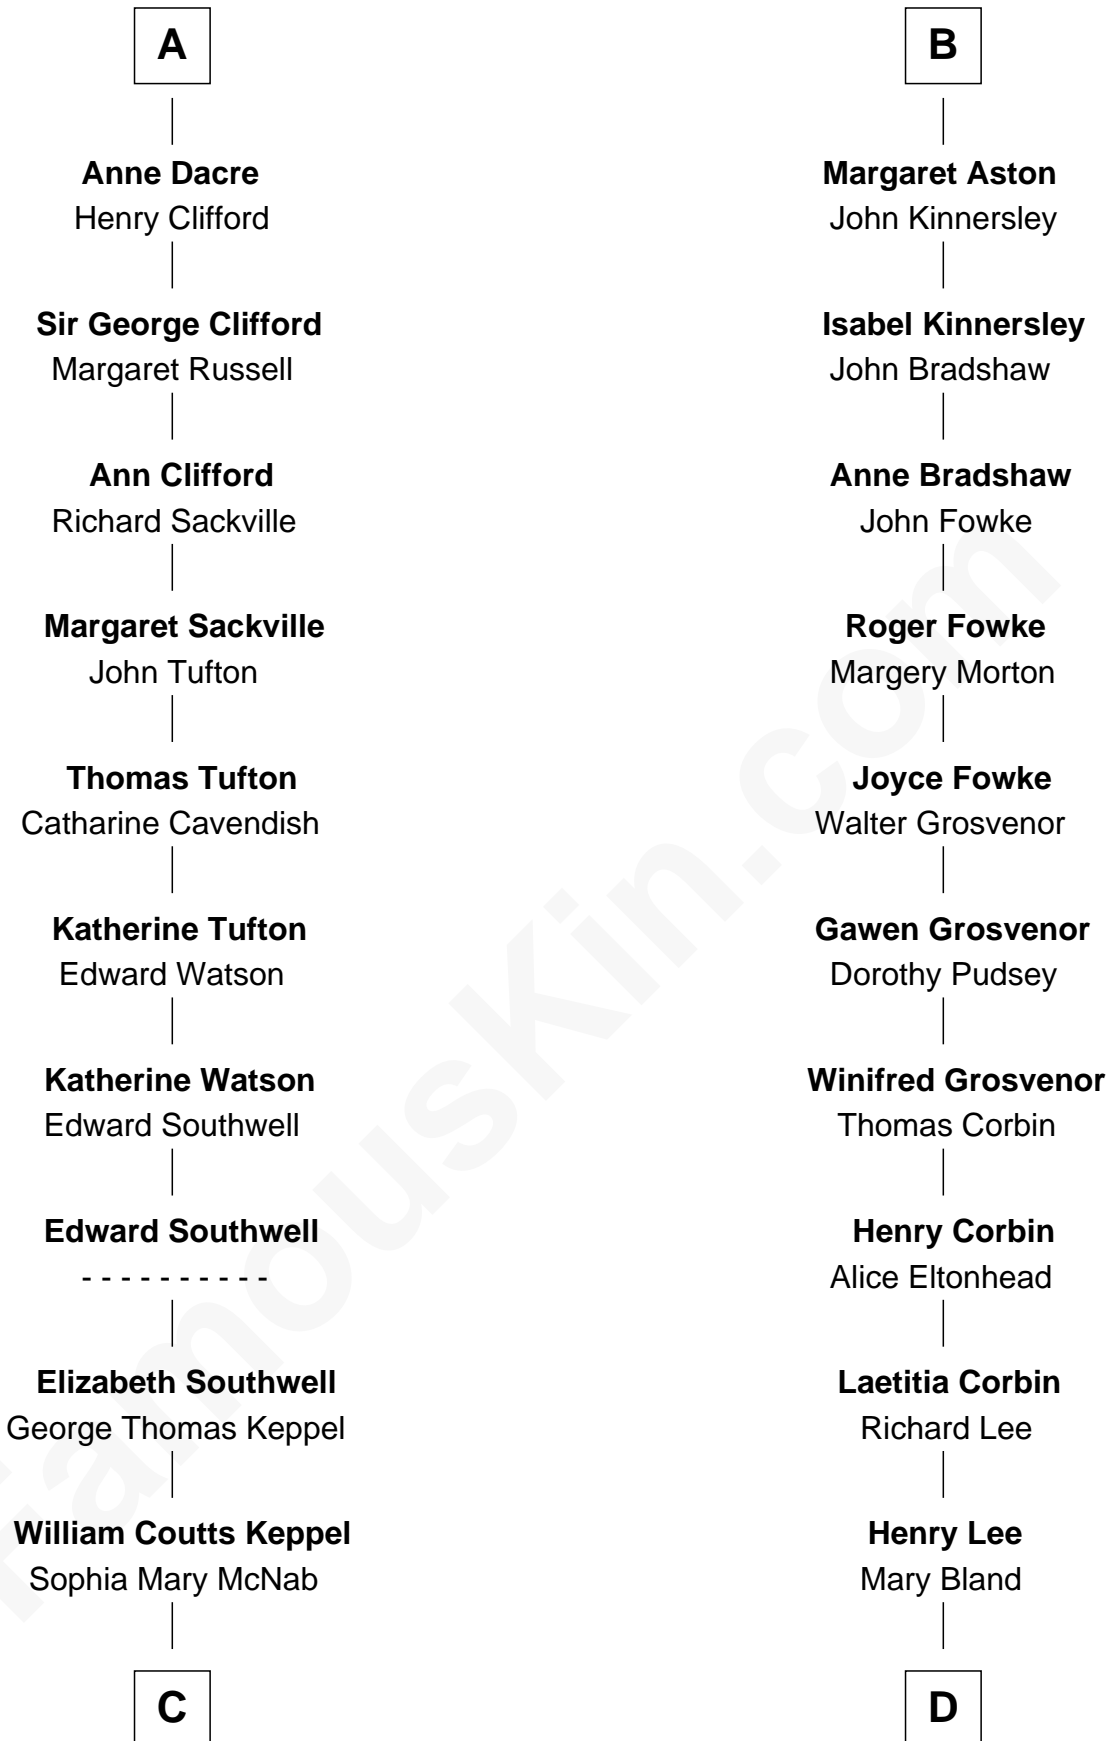 A
Anne Dacre
Henry Clifford
Sir George Clifford
Margaret Russell
Ann Clifford
Richard Sackville
Margaret Sackville
John Tufton
Thomas Tufton
Catharine Cavendish
Katherine Tufton
Edward Watson
Katherine Watson
Edward Southwell
Edward Southwell
- - - - - - - - - -
Elizabeth Southwell
George Thomas Keppel
William Coutts Keppel
Sophia Mary McNab
C
B
Margaret Aston
John Kinnersley
Isabel Kinnersley
John Bradshaw
Anne Bradshaw
John Fowke
Roger Fowke
Margery Morton
Joyce Fowke
Walter Grosvenor
Gawen Grosvenor
Dorothy Pudsey
Winifred Grosvenor
Thomas Corbin
Henry Corbin
Alice Eltonhead
Laetitia Corbin
Richard Lee
Henry Lee
Mary Bland
D
FamousKin.com